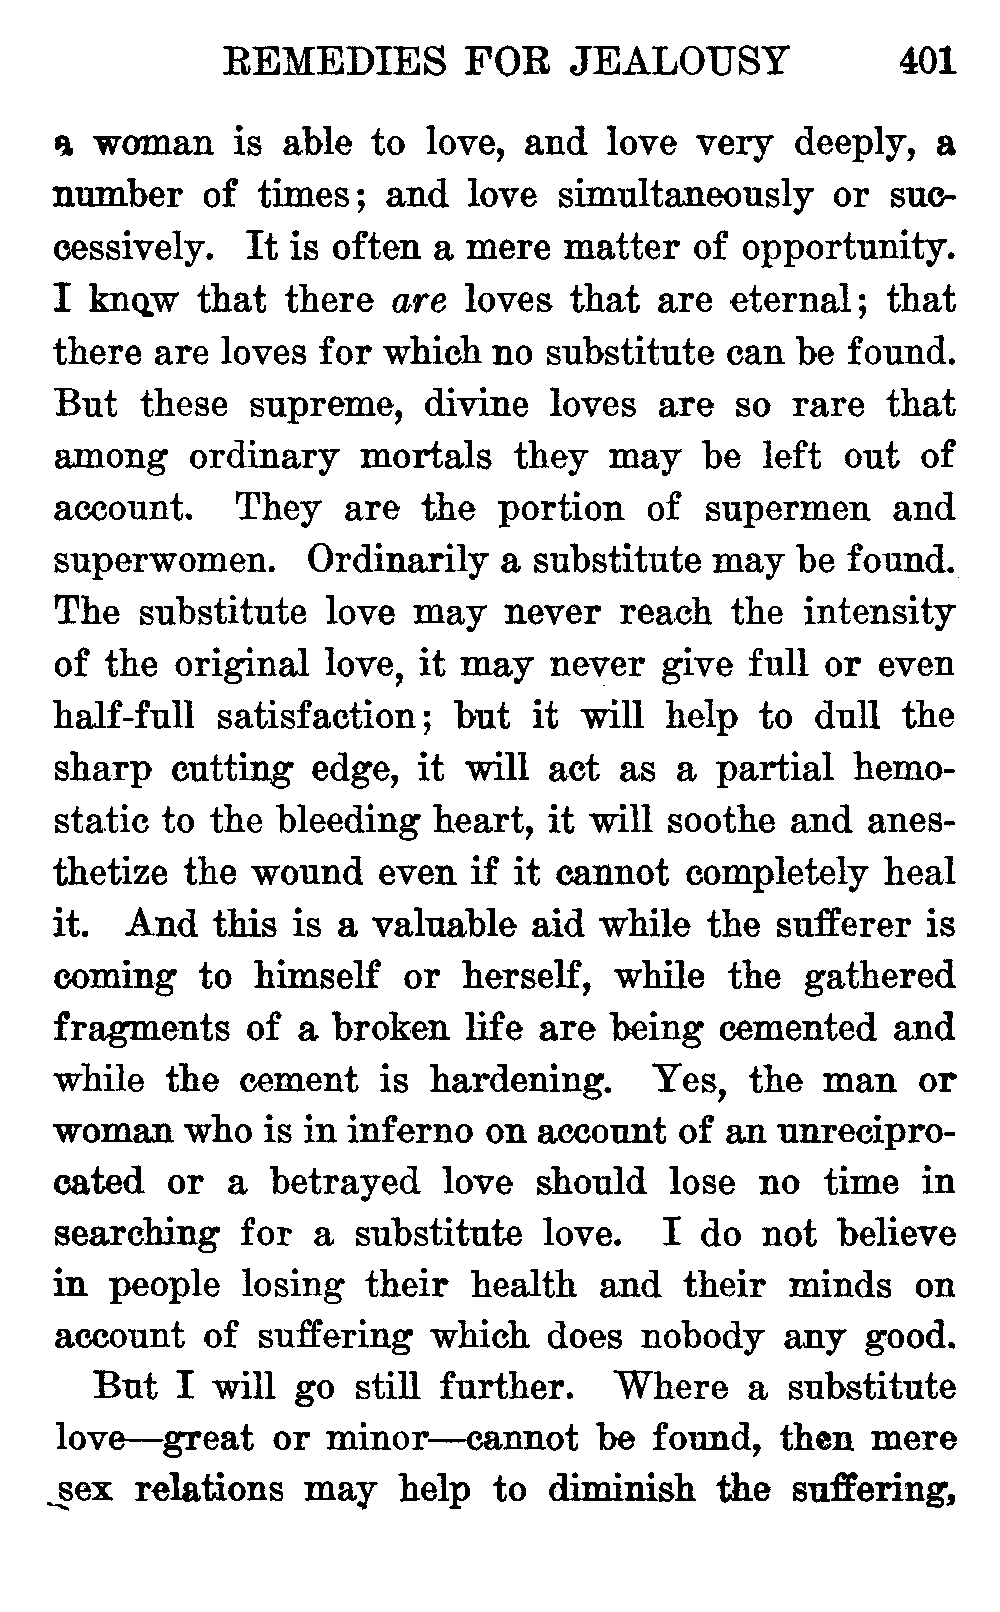 REMEDIES FOR JEALOUSY 401
a woman is able to love, and love very deeply, a
number of times; and love simultaneously or suc-
cessively. It is often a mere matter of opportunity.
I know that there are loves that are eternal; that
there are loves for which no substitute can be found.
But these supreme, divine loves are so rare that
among ordinary mortals they may be left out of
account. They are the portion of supermen and
superwomen. Ordinarily a substitute may be found.
The substitute love may never reach the intensity
of the original love, it may never give full or even
half-full satisfaction; but it will help to dull the
sharp cutting edge, it will act as a partial hemo-
static to the bleeding heart, it will soothe and anes-
thetize the wound even if it cannot completely heal
it. And this is a valuable aid while the sufferer is
coming to himself or herself, while the gathered
fragments of a broken life are being cemented and
while the cement is hardening. Yes, the man or
woman who is in inferno on account of an unrecipro-
cated or a betrayed love should lose no time in
searching for a substitute love. I do not believe
in people losing their health and their minds on
account of suffering which does nobody any good.
But I will go still further. Where a substitute
love—great or minor—cannot be found, then mere
sex relations may help to diminish the suffering,